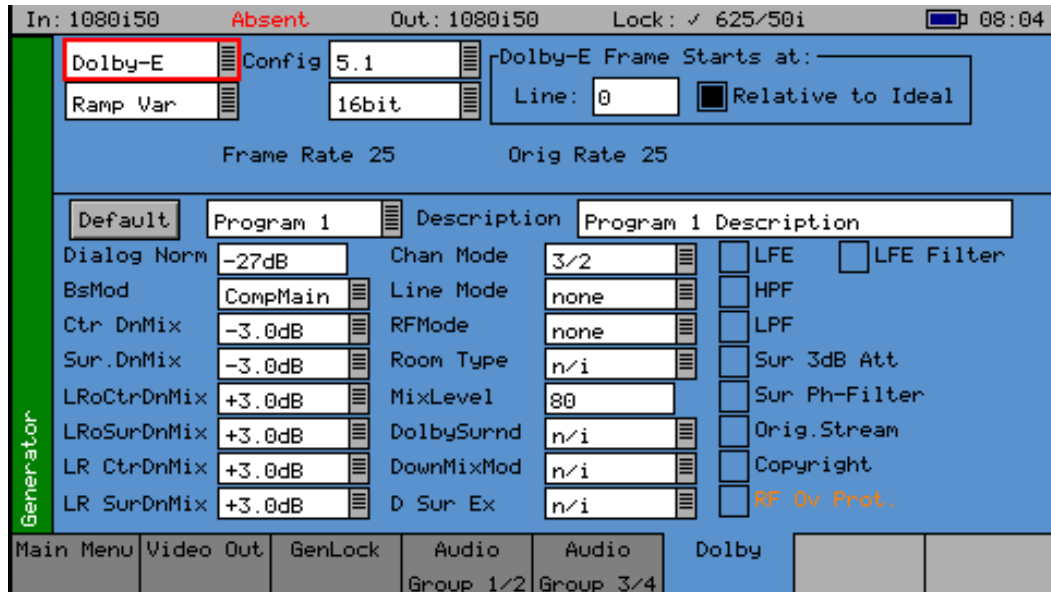 In: 1080i50 Absent Out: 1080i50 Lock: ✓ 625/50i 08:04
Dolby-E Config 5.1 Dolby-E Frame Starts at:
Ramp Var 16bit Line: 0 Relative to Ideal
Frame Rate 25 Orig Rate 25
Default Program 1 Description Program 1 Description
Dialog Norm -27dB Chan Mode 3/2 LFE LFE Filter
BsMod CompMain Line Mode none HPF
Ctr DnMix -3.0dB RFMode none LPF
Sur.DnMix -3.0dB Room Type n/i Sur 3dB Att
LRoCtrDnMix +3.0dB MixLevel 80 Sur Ph-Filter
LRoSurDnMix +3.0dB DolbySurnd n/i Orig.Stream
LR CtrDnMix +3.0dB DownMixMod n/i Copyright
LR SurDnMix +3.0dB D Sur Ex n/i RF Ov Prot.
Generator
Main Menu Video Out GenLock Audio Audio Dolby
Group 1/2 Group 3/4